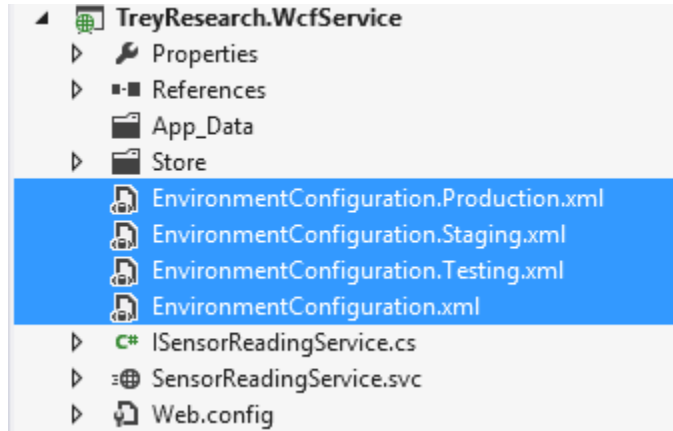 TreyResearch.WcfService
Properties
References
App_Data
Store
EnvironmentConfiguration.Production.xml
EnvironmentConfiguration.Staging.xml
EnvironmentConfiguration.Testing.xml
EnvironmentConfiguration.xml
C# ISensorReadingService.cs
SensorReadingService.svc
Web.config